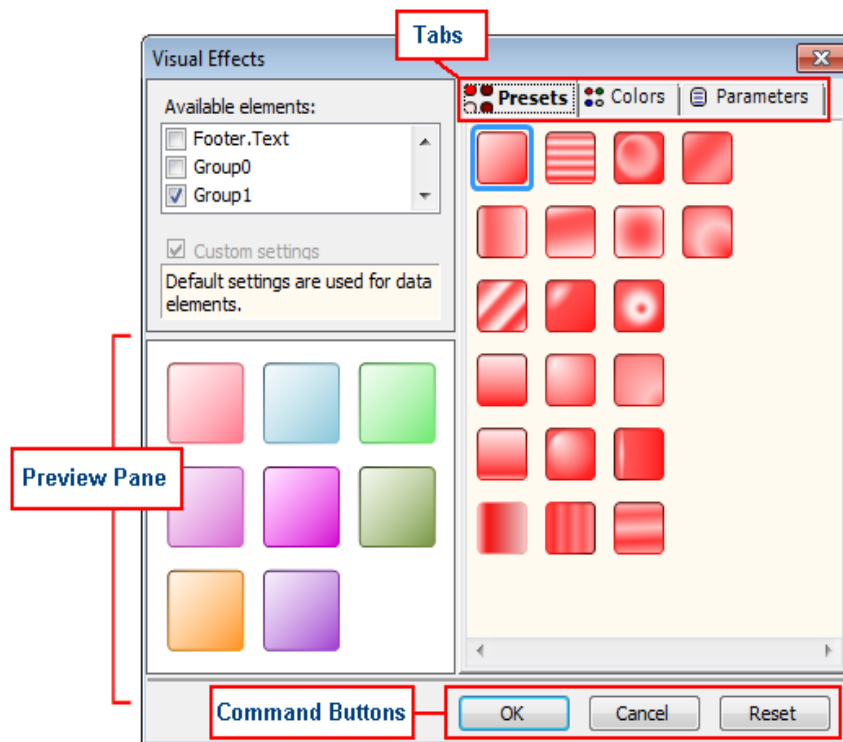 Tabs
Visual Effects
Available elements:
Footer.Text
Group0
Group1
Custom settings
Default settings are used for data
elements.
Presets
Colors
Parameters
Preview Pane
Command Buttons
OK
Cancel
Reset